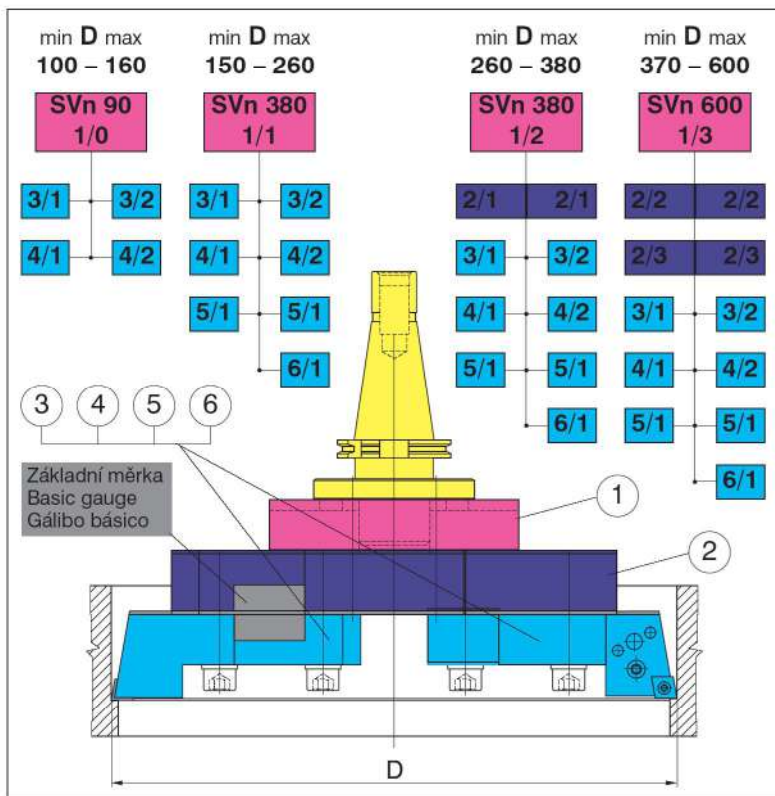 min D max
100 – 160
SVn 90
1/0
3/1 3/2
4/1 4/2
min D max
150 – 260
SVn 380
1/1
3/1 3/2
4/1 4/2
5/1 5/1
6/1
min D max
260 – 380
SVn 380
1/2
2/1 2/1
3/1 3/2
4/1 4/2
5/1 5/1
6/1
min D max
370 – 600
SVn 600
1/3
2/2 2/2
2/3 2/3
3/1 3/2
4/1 4/2
5/1 5/1
6/1
3 4 5 6
Základní měrka
Basic gauge
Gálibo básico
1
2
D